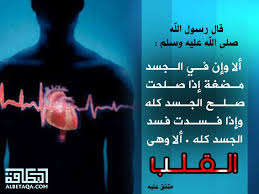 قال رسول الله
صلى الله عليه وسلم :
ألا وإن في الجسد
مضغة إذا صلحت
صلح الجسد كله
وإذا فسدت فسد
الجسد كله . ألا وهى
القلب
متفق عليه
البطاقة
ALBETAQA.COM